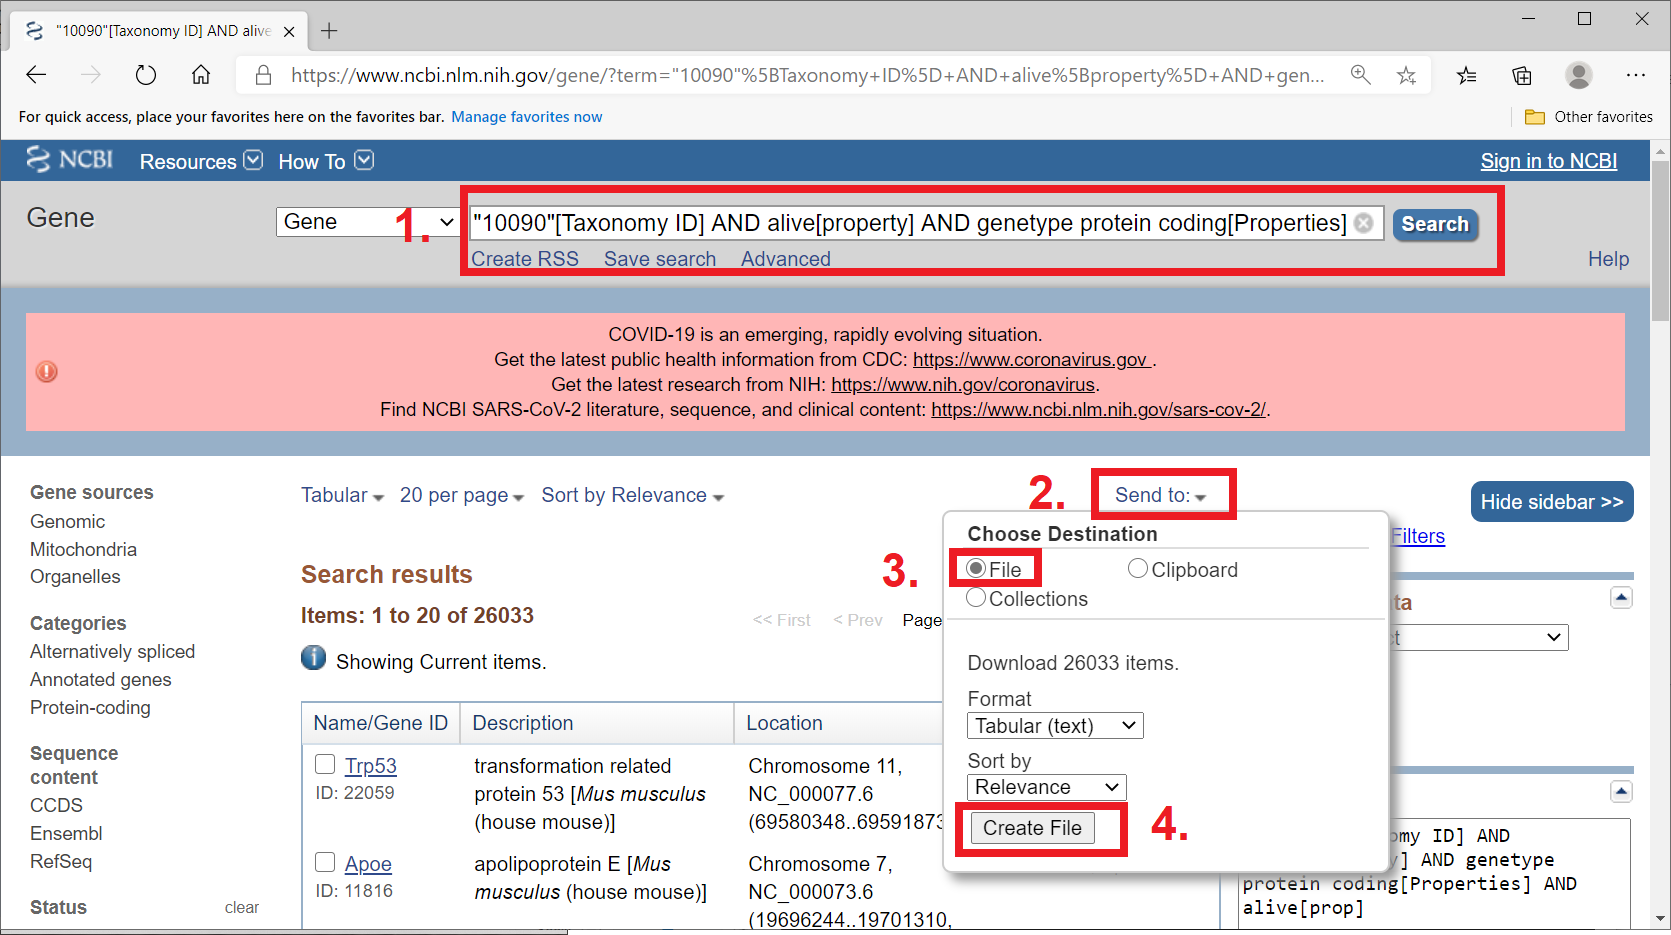 "10090"[Taxonomy ID] AND alive
https://www.ncbi.nlm.nih.gov/gene/?term="10090"%5BTaxonomy+ID%5D+AND+alive%5Bproperty%5D+AND+gen...
For quick access, place your favorites here on the favorites bar. Manage favorites now
Other favorites
NCBI Resources How To Sign in to NCBI
Gene
Gene
1.
"10090"[Taxonomy ID] AND alive[property] AND genetype protein coding[Properties]
Search
Create RSS Save search Advanced
Help
COVID-19 is an emerging, rapidly evolving situation.
Get the latest public health information from CDC: https://www.coronavirus.gov .
Get the latest research from NIH: https://www.nih.gov/coronavirus.
Find NCBI SARS-CoV-2 literature, sequence, and clinical content: https://www.ncbi.nlm.nih.gov/sars-cov-2/.
Gene sources
Genomic
Mitochondria
Organelles
Categories
Alternatively spliced
Annotated genes
Protein-coding
Sequence
content
CCDS
Ensembl
RefSeq
Status clear
Tabular 20 per page Sort by Relevance
2.
Send to:
Hide sidebar >>
Filters
Search results
Items: 1 to 20 of 26033
<< First < Prev Page
Showing Current items.
Name/Gene ID Description Location
Trp53
ID: 22059
transformation related
protein 53 [Mus musculus
(house mouse)]
Chromosome 11,
NC_000077.6
(69580348..69591873
Apoe
ID: 11816
apolipoprotein E [Mus
musculus (house mouse)]
Chromosome 7,
NC_000073.6
(19696244..19701310,
Choose Destination
3.
File
Clipboard
Collections
Download 26033 items.
Format
Tabular (text)
Sort by
Relevance
Create File
4.
ta
ct
omy ID] AND
y] AND genetype
protein coding[Properties] AND
alive[prop]